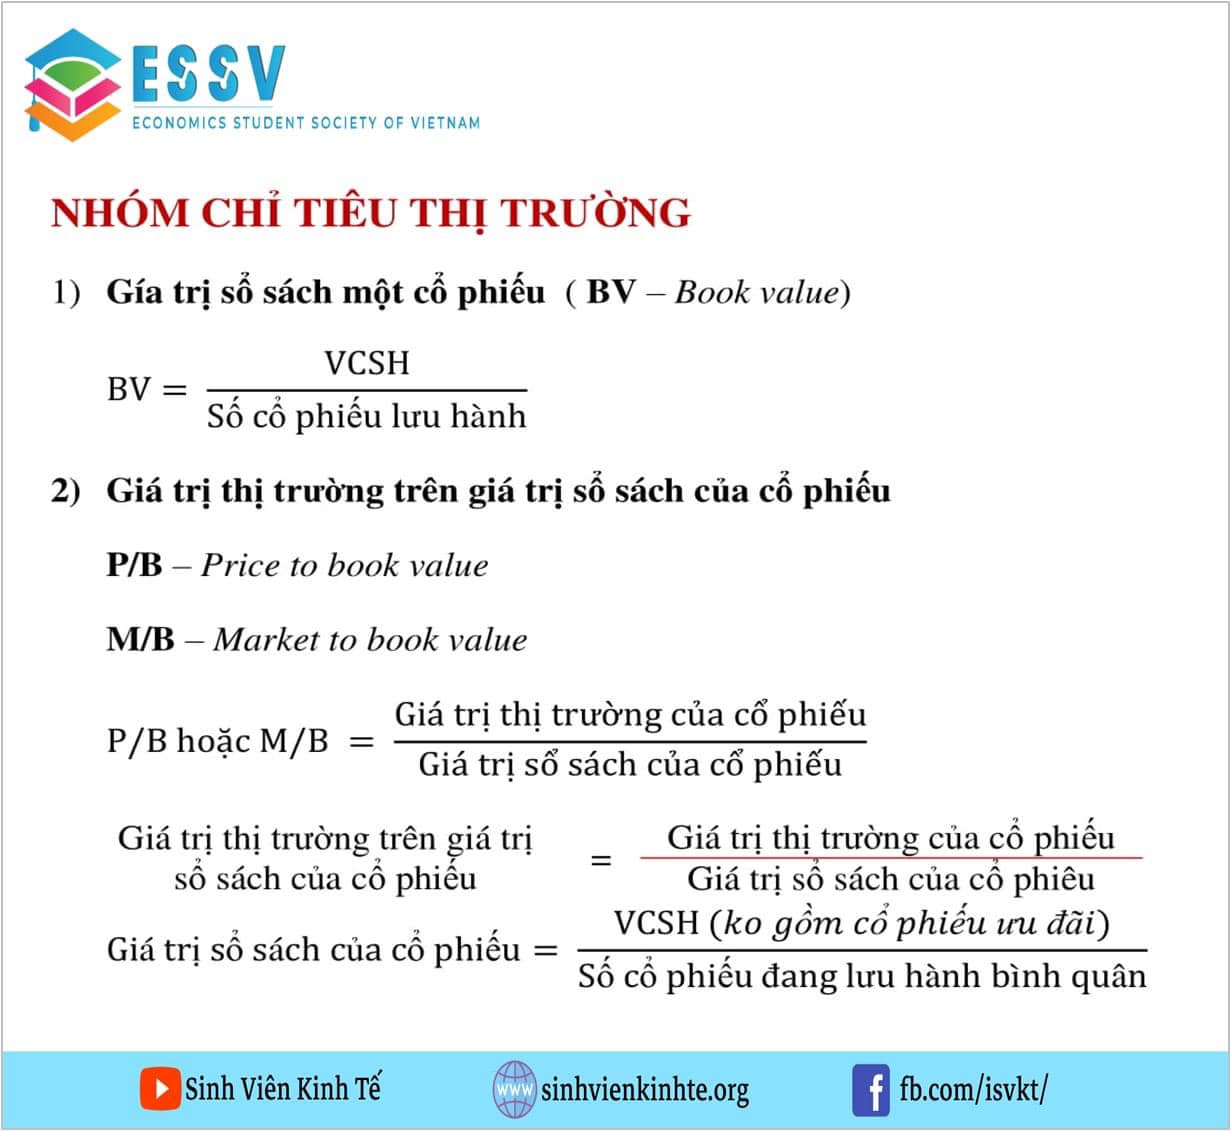 ESSV
ECONOMICS STUDENT SOCIETY OF VIETNAM
NHÓM CHỈ TIÊU THỊ TRƯỜNG
1) Gía trị sổ sách một cổ phiếu ( BV – Book value)
BV =
VCSH
Số cổ phiếu lưu hành
2) Giá trị thị trường trên giá trị sổ sách của cổ phiếu
P/B – Price to book value
M/B – Market to book value
P/B hoặc M/B =
Giá trị thị trường của cổ phiếu
Giá trị sổ sách của cổ phiếu
Giá trị thị trường trên giá trị
sổ sách của cổ phiếu
=
Giá trị thị trường của cổ phiếu
Giá trị sổ sách của cổ phiêu
Giá trị sổ sách của cổ phiếu =
VCSH (ko gồm cổ phiếu ưu đãi)
Số cổ phiếu đang lưu hành bình quân
Sinh Viên Kinh Tế
www sinhvienkinhte.org
f fb.com/isvkt/